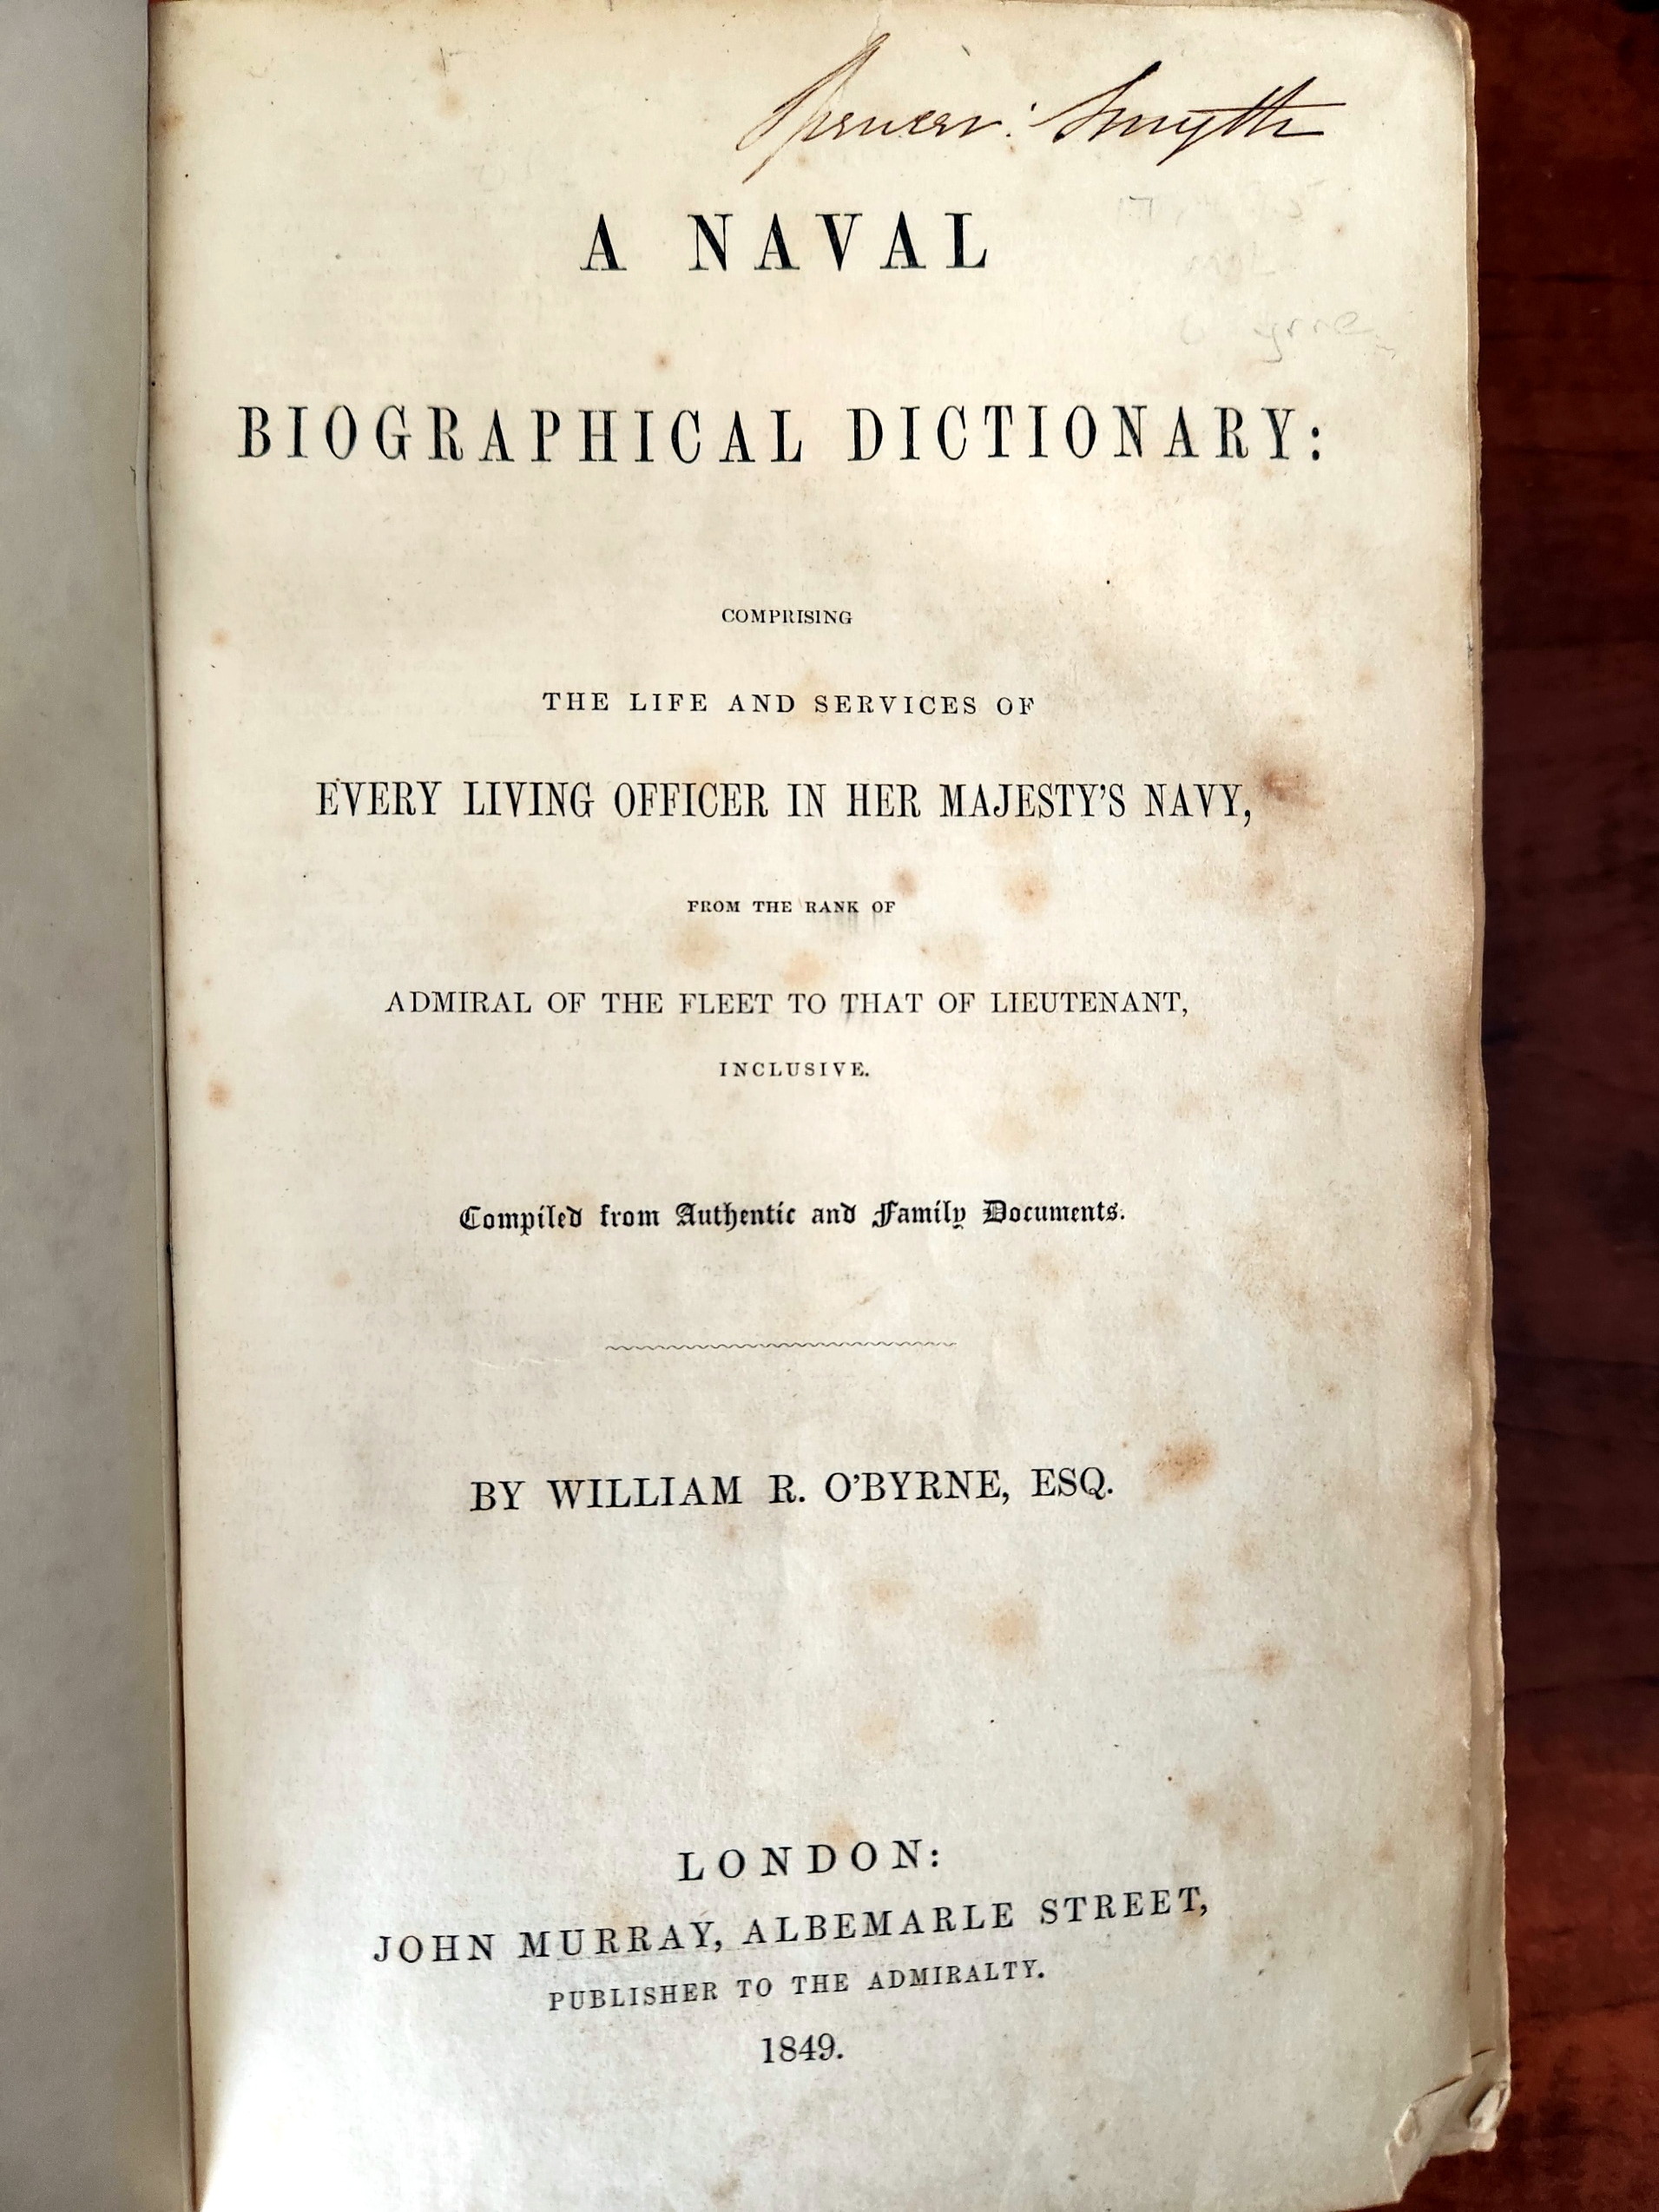 Spencer: Smyth
A NAVAL
BIOGRAPHICAL DICTIONARY:
COMPRISING
THE LIFE AND SERVICES OF
EVERY LIVING OFFICER IN HER MAJESTY'S NAVY,
FROM THE RANK OF
ADMIRAL OF THE FLEET TO THAT OF LIEUTENANT,
INCLUSIVE.
Compiled from Authentic and Family Documents.
BY WILLIAM R. O'BYRNE, ESQ.
LONDON:
JOHN MURRAY, ALBEMARLE STREET,
PUBLISHER TO THE ADMIRALTY.
1849.